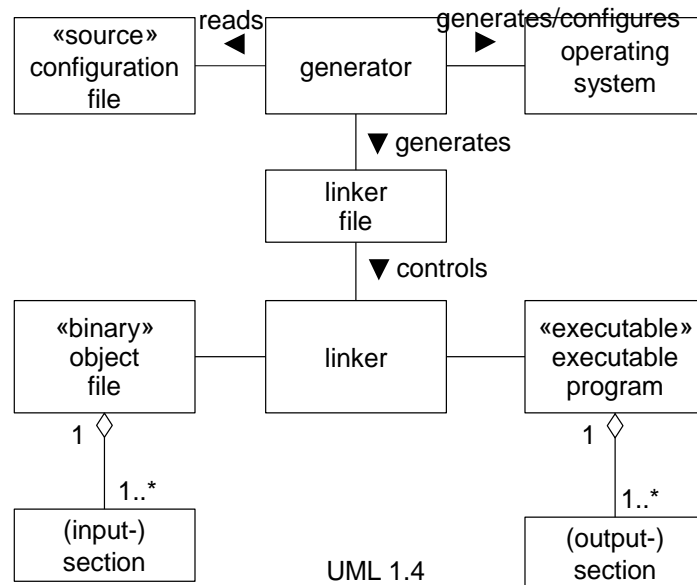 reads
generates/configures
«source»
configuration
file
generator
operating
system
generates
linker
file
controls
«binary»
object
file
linker
«executable»
executable
program
1
1..*
1
1..*
(input-)
section
(output-)
section
UML 1.4